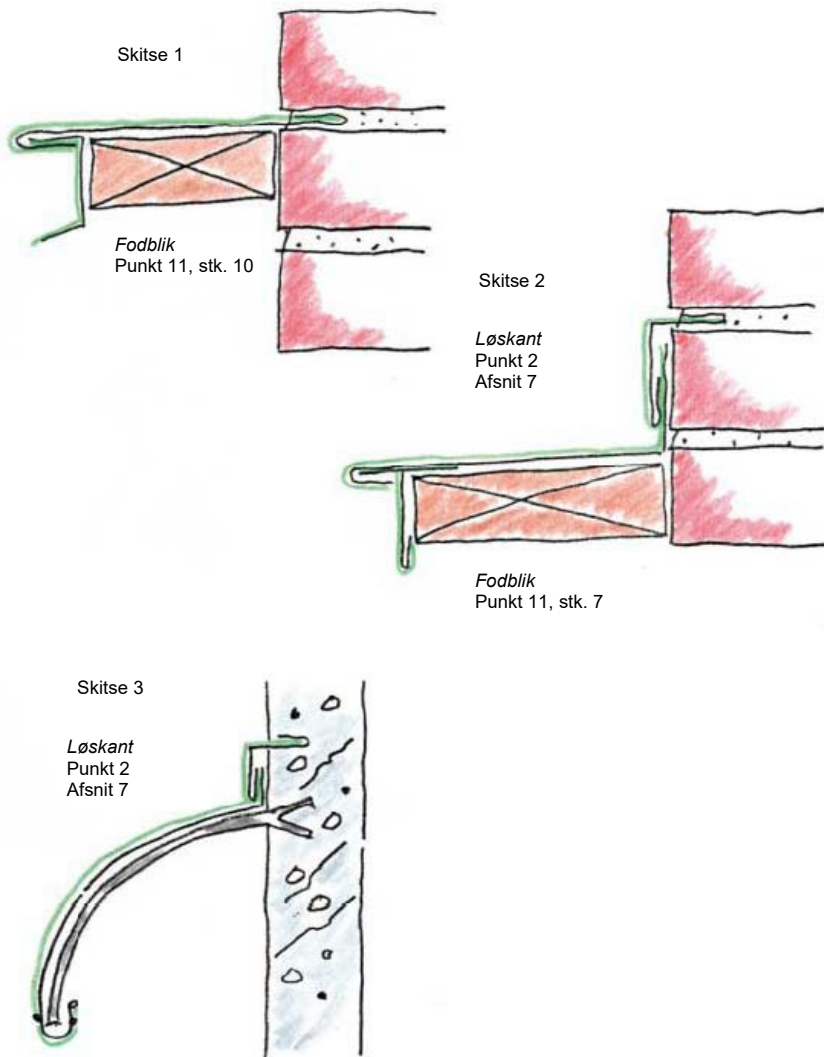 Skitse 1
Fodblik
Punkt 11, stk. 10
Skitse 2
Løskant
Punkt 2
Afsnit 7
Fodblik
Punkt 11, stk. 7
Skitse 3
Løskant
Punkt 2
Afsnit 7